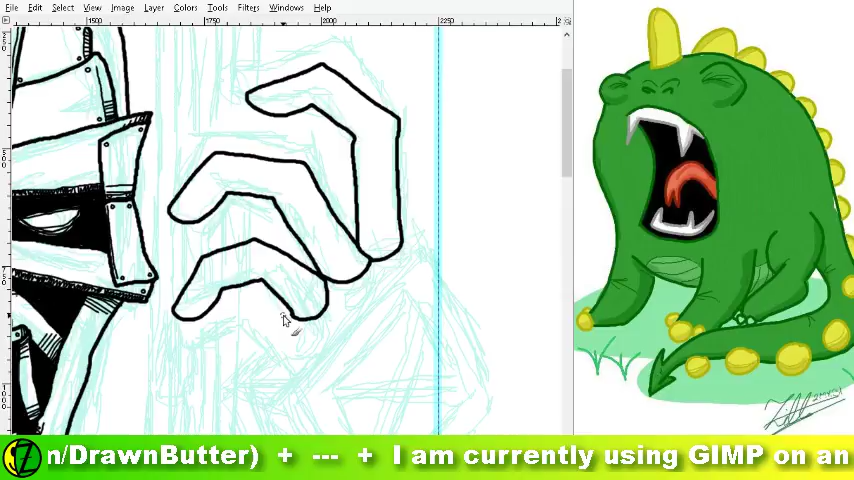 File Edit Select View Image Layer Colors Tools Filters Windows Help
1500 1750 2000 2250
n/DrawnButter) + --- + I am currently using GIMP on an